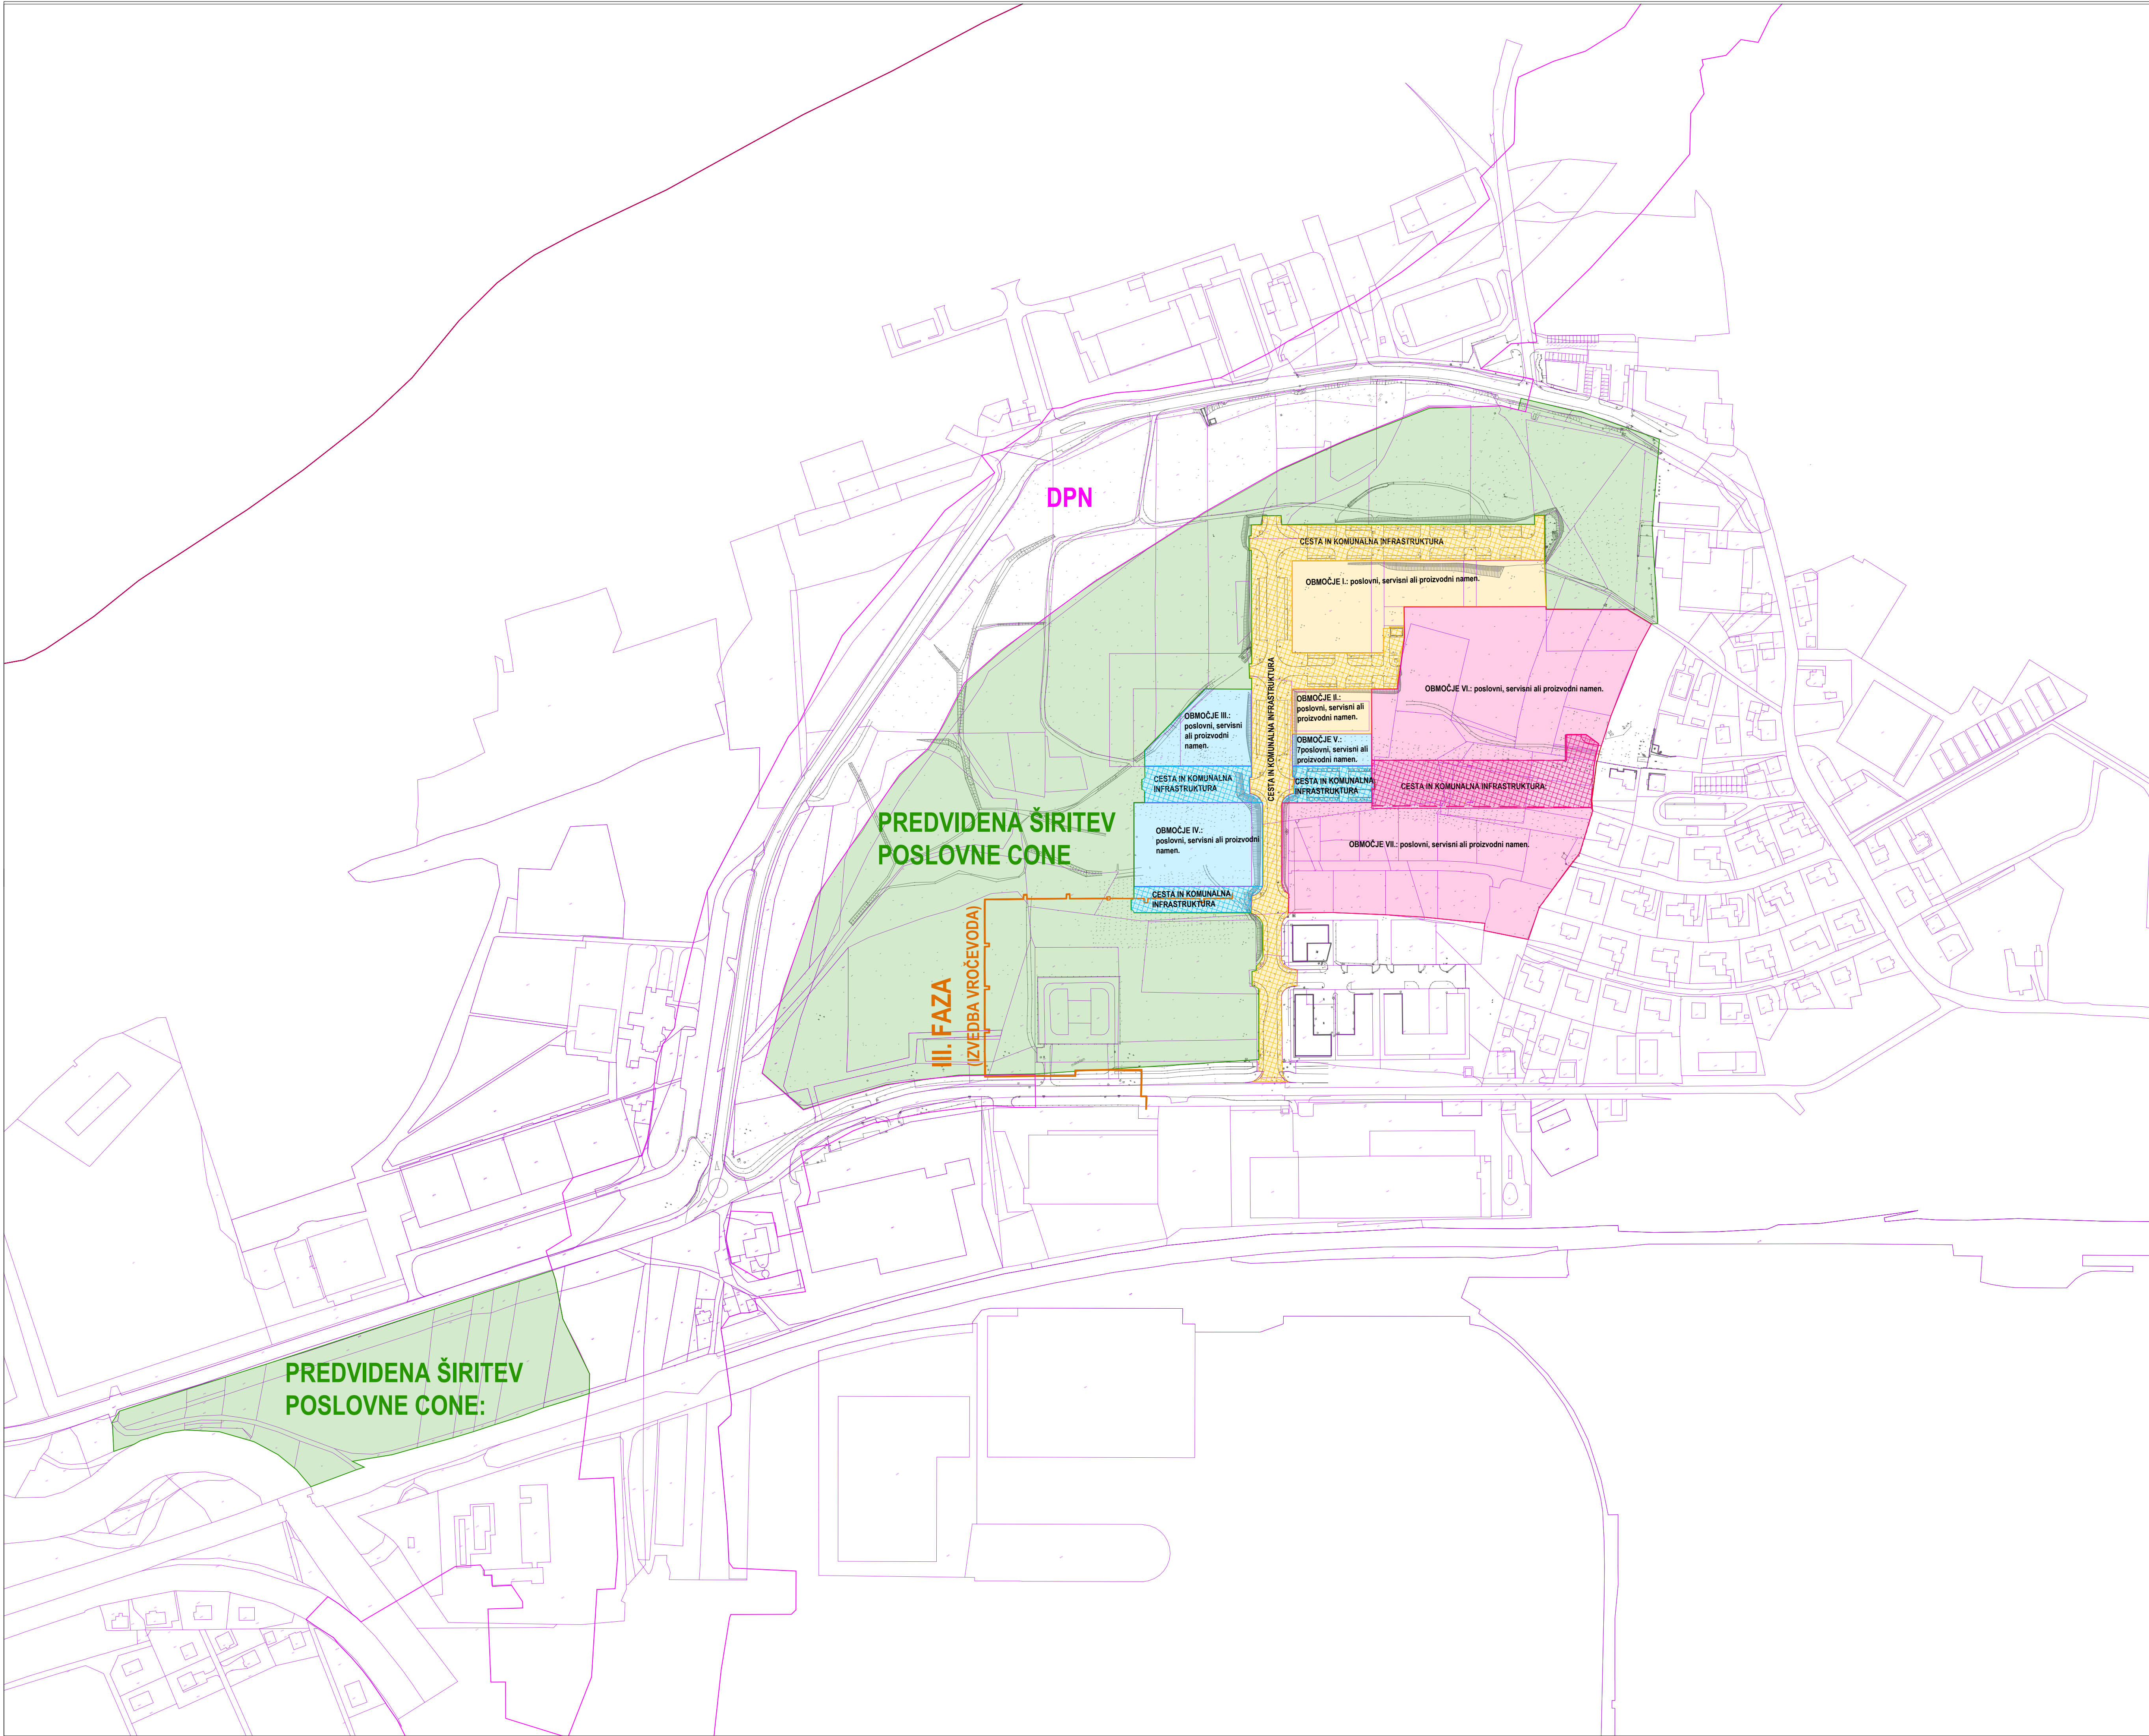 DPN
CESTA IN KOMUNALNA INFRASTRUKTURA
OBMOČJE I.: poslovni, servisni ali proizvodni namen.
CESTA IN KOMUNALNA INFRASTRUKTURA
OBMOČJE VI.: poslovni, servisni ali proizvodni namen.
OBMOČJE II.:
poslovni, servisni ali
proizvodni namen.
OBMOČJE III.:
poslovni, servisni
ali proizvodni
namen.
OBMOČJE V.:
7poslovni, servisni ali
proizvodni namen.
CESTA IN KOMUNALNA
INFRASTRUKTURA
CESTA IN KOMUNALNA
INFRASTRUKTURA
CESTA IN KOMUNALNA INFRASTRUKTURA:
PREDVIDENA ŠIRITEV
POSLOVNE CONE
OBMOČJE IV.:
poslovni, servisni ali proizvodni
namen.
OBMOČJE VII.: poslovni, servisni ali proizvodni namen.
CESTA IN KOMUNALNA
INFRASTRUKTURA
III. FAZA
(IZVEDBA VROČEVODA)
PREDVIDENA ŠIRITEV
POSLOVNE CONE: